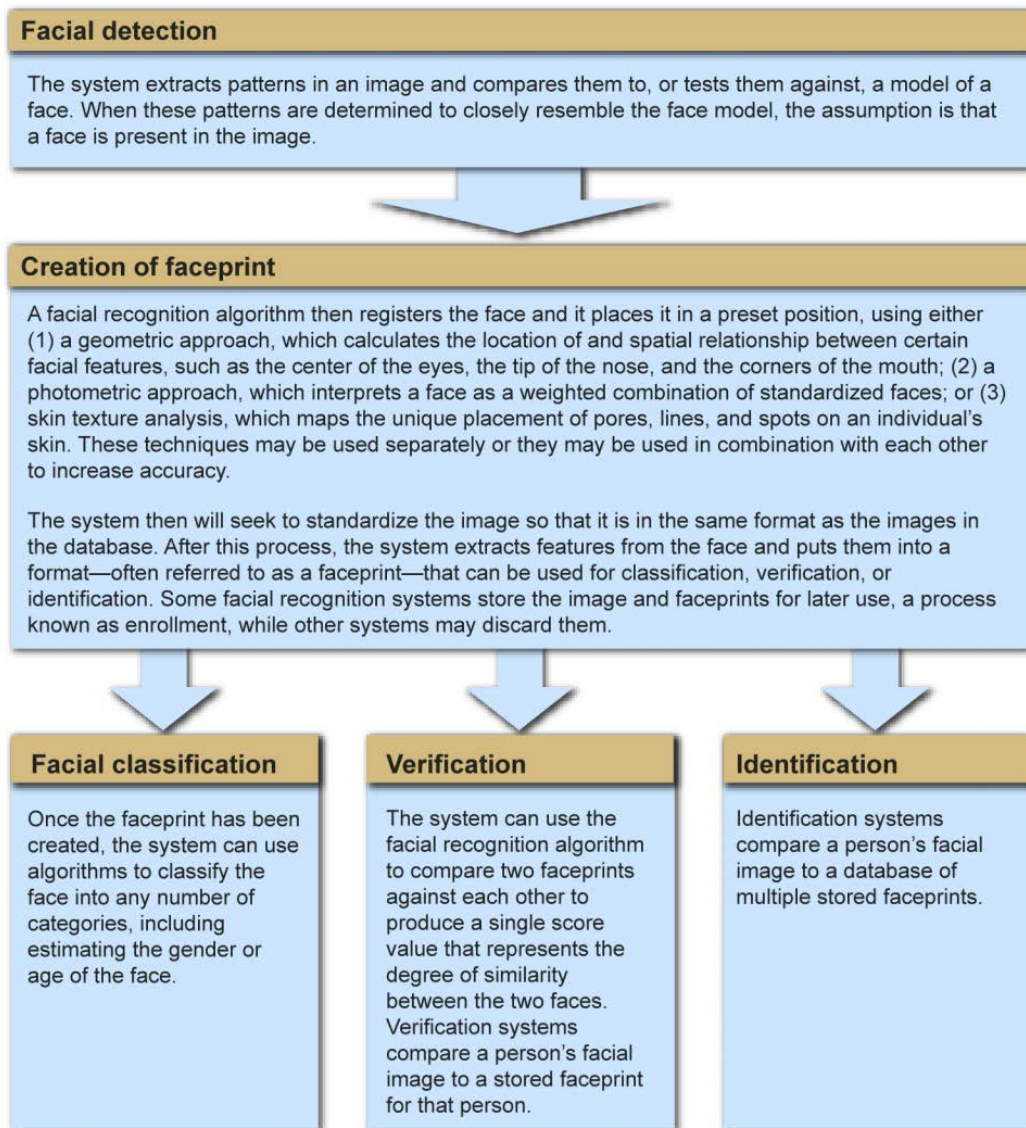 Facial detection
The system extracts patterns in an image and compares them to, or tests them against, a model of a
face. When these patterns are determined to closely resemble the face model, the assumption is that
a face is present in the image.
Creation of faceprint
A facial recognition algorithm then registers the face and it places it in a preset position, using either
(1) a geometric approach, which calculates the location of and spatial relationship between certain
facial features, such as the center of the eyes, the tip of the nose, and the corners of the mouth; (2) a
photometric approach, which interprets a face as a weighted combination of standardized faces; or (3)
skin texture analysis, which maps the unique placement of pores, lines, and spots on an individual’s
skin. These techniques may be used separately or they may be used in combination with each other
to increase accuracy.
The system then will seek to standardize the image so that it is in the same format as the images in
the database. After this process, the system extracts features from the face and puts them into a
format—often referred to as a faceprint—that can be used for classification, verification, or
identification. Some facial recognition systems store the image and faceprints for later use, a process
known as enrollment, while other systems may discard them.
Facial classification
Once the faceprint has been
created, the system can use
algorithms to classify the
face into any number of
categories, including
estimating the gender or
age of the face.
Verification
The system can use the
facial recognition algorithm
to compare two faceprints
against each other to
produce a single score
value that represents the
degree of similarity
between the two faces.
Verification systems
compare a person’s facial
image to a stored faceprint
for that person.
Identification
Identification systems
compare a person’s facial
image to a database of
multiple stored faceprints.